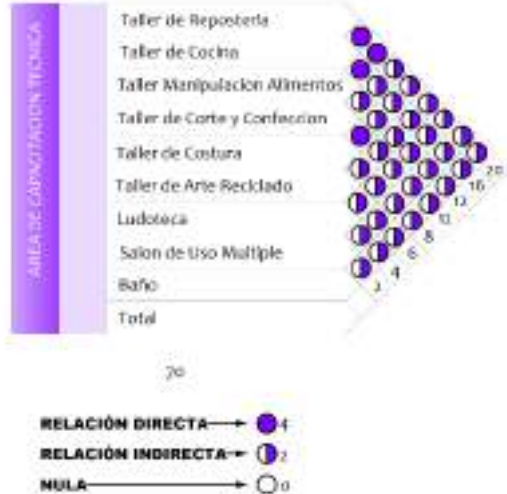 AREA DE CAPACITACION TECNICA
Taller de Reposteria
Taller de Cocina
Taller Manipulacion Alimentos
Taller de Corte y Confeccion
Taller de Costura
Taller de Arte Reciclado
Ludoteca
Salon de Uso Multiple
Baño
Total
20
16
12
12
8
6
4
2
20
RELACIÓN DIRECTA 4
RELACIÓN INDIRECTA 2
NULA 0